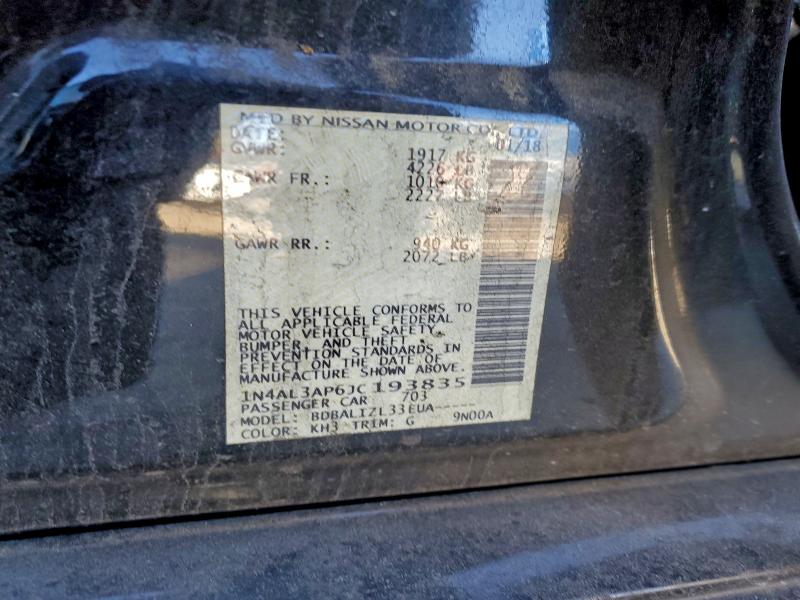 MFD BY NISSAN MOTOR CO., LTD.
DATE: 01/18
GVWR: 1917 KG
4226 LB
GAWR FR.: 1010 KG
2227 LB
GAWR RR.: 940 KG
2072 LB
THIS VEHICLE CONFORMS TO
ALL APPLICABLE FEDERAL
MOTOR VEHICLE SAFETY,
BUMPER, AND THEFT
PREVENTION STANDARDS IN
EFFECT ON THE DATE OF
MANUFACTURE SHOWN ABOVE.
1N4AL3AP6JC193835
PASSENGER CAR 703
MODEL: BDBALIZL33EUA-----
COLOR: KH3 TRIM: G 9N00A